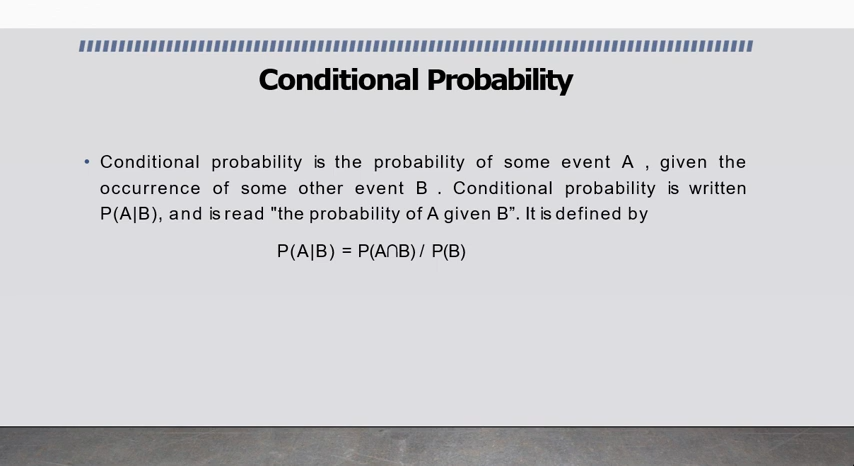 Conditional Probability
• Conditional probability is the probability of some event A , given the
occurrence of some other event B . Conditional probability is written
P(A|B), and is read "the probability of A given B”. It is defined by
P(A|B) = P(A∩B) / P(B)